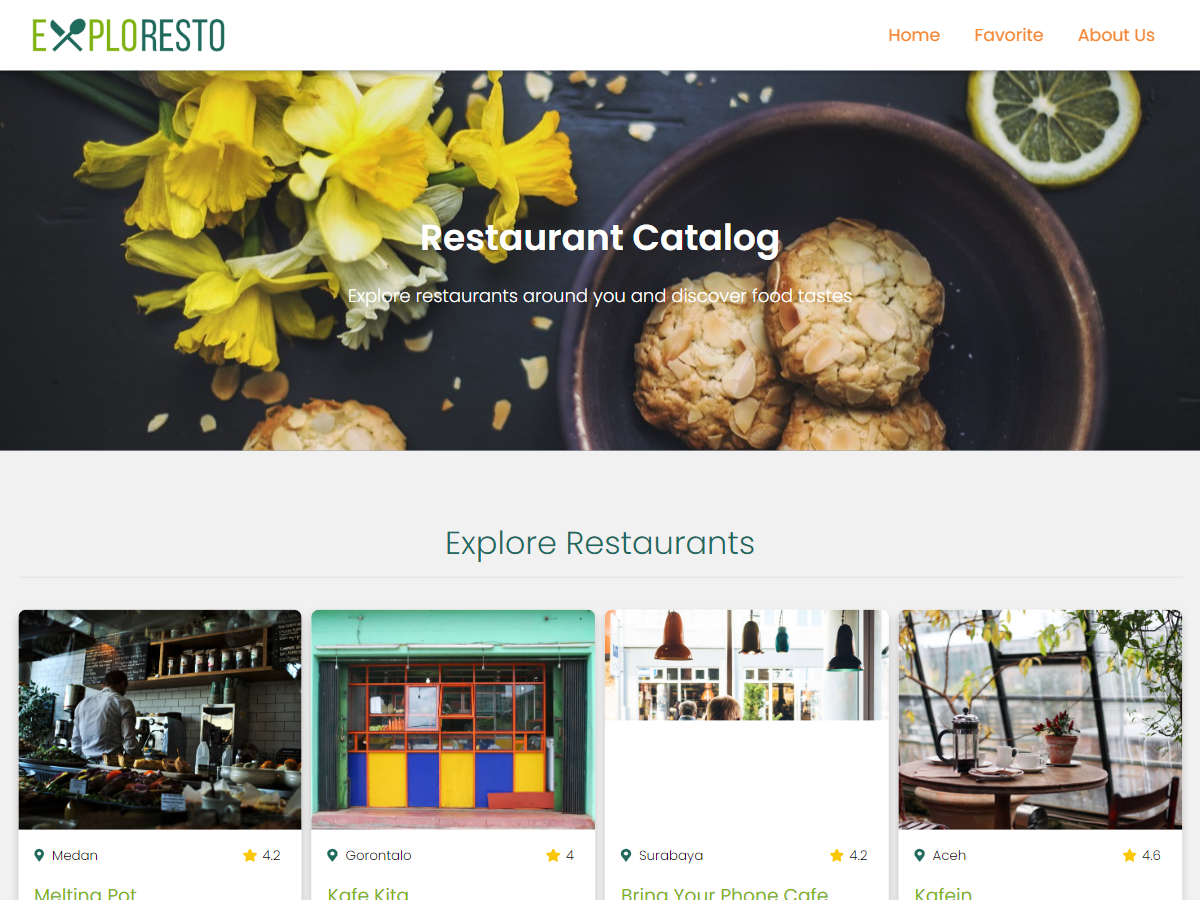 EXPLORESTO
Home Favorite About Us
Restaurant Catalog
Explore restaurants around you and discover food tastes
Explore Restaurants
Medan 4.2
Melting Pot
Gorontalo 4
Kafe Kita
Surabaya 4.2
Bring Your Phone Cafe
Aceh 4.6
Kafein